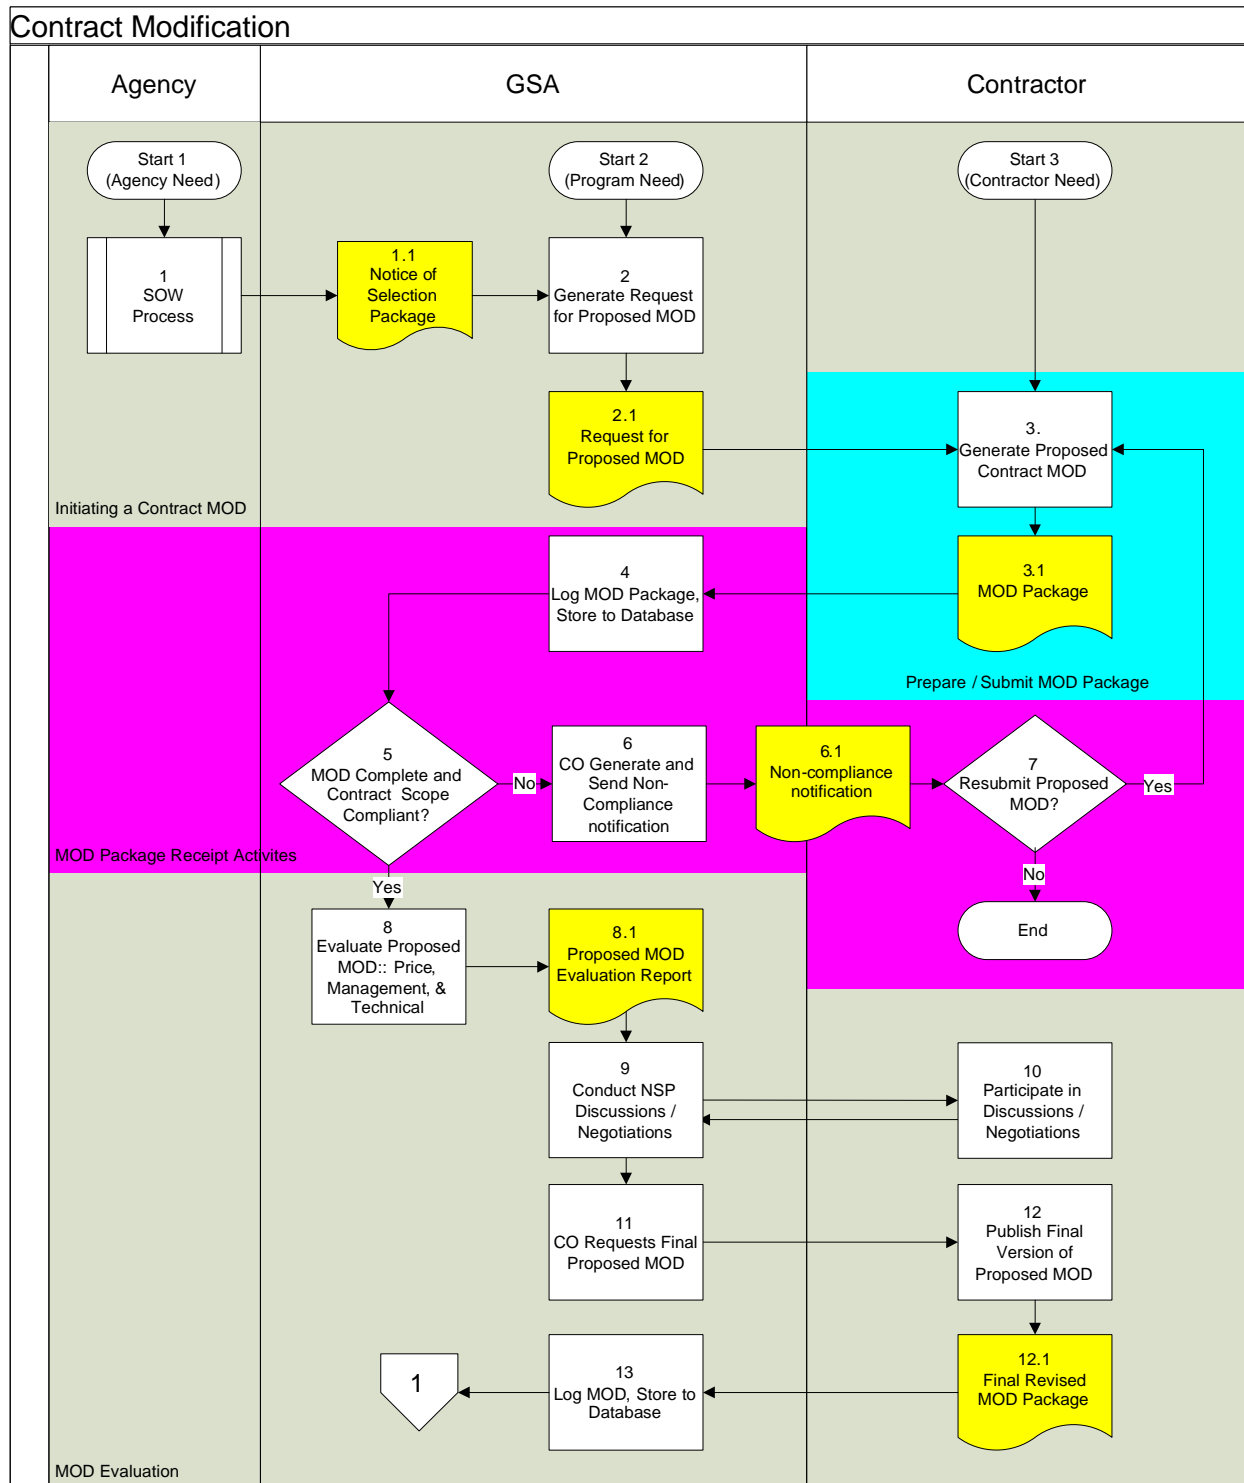 Contract Modification
Agency
GSA
Contractor
Start 1
(Agency Need)
Start 2
(Program Need)
Start 3
(Contractor Need)
1
SOW
Process
1.1
Notice of
Selection
Package
2
Generate Request
for Proposed MOD
2.1
Request for
Proposed MOD
3.
Generate Proposed
Contract MOD
Initiating a Contract MOD
4
Log MOD Package,
Store to Database
3.1
MOD Package
Prepare / Submit MOD Package
5
MOD Complete and
Contract Scope
Compliant?
No
6
CO Generate and
Send Non-
Compliance
notification
6.1
Non-compliance
notification
7
Resubmit Proposed
MOD?
Yes
MOD Package Receipt Activites
Yes
No
8
Evaluate Proposed
MOD:: Price,
Management, &
Technical
8.1
Proposed MOD
Evaluation Report
End
9
Conduct NSP
Discussions /
Negotiations
10
Participate in
Discussions /
Negotiations
11
CO Requests Final
Proposed MOD
12
Publish Final
Version of
Proposed MOD
1
13
Log MOD, Store to
Database
12.1
Final Revised
MOD Package
MOD Evaluation